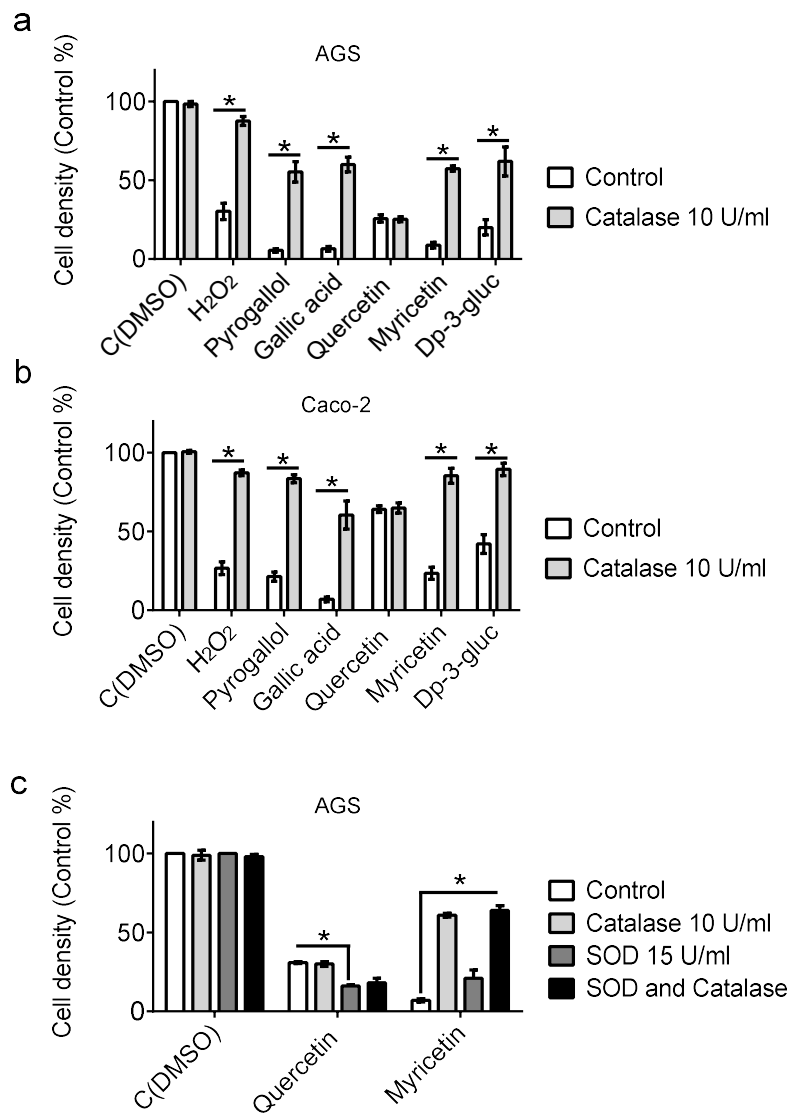 a
AGS
Cell density (Control %)
100
50
0
*
*
*
*
*
C(DMSO)
H2O2
Pyrogallol
Gallic acid
Quercetin
Myricetin
Dp-3-gluc
Control
Catalase 10 U/ml
b
Caco-2
Cell density (Control %)
100
50
0
*
*
*
*
*
C(DMSO)
H2O2
Pyrogallol
Gallic acid
Quercetin
Myricetin
Dp-3-gluc
Control
Catalase 10 U/ml
c
AGS
Cell density (Control %)
100
50
0
*
*
C(DMSO)
Quercetin
Myricetin
Control
Catalase 10 U/ml
SOD 15 U/ml
SOD and Catalase